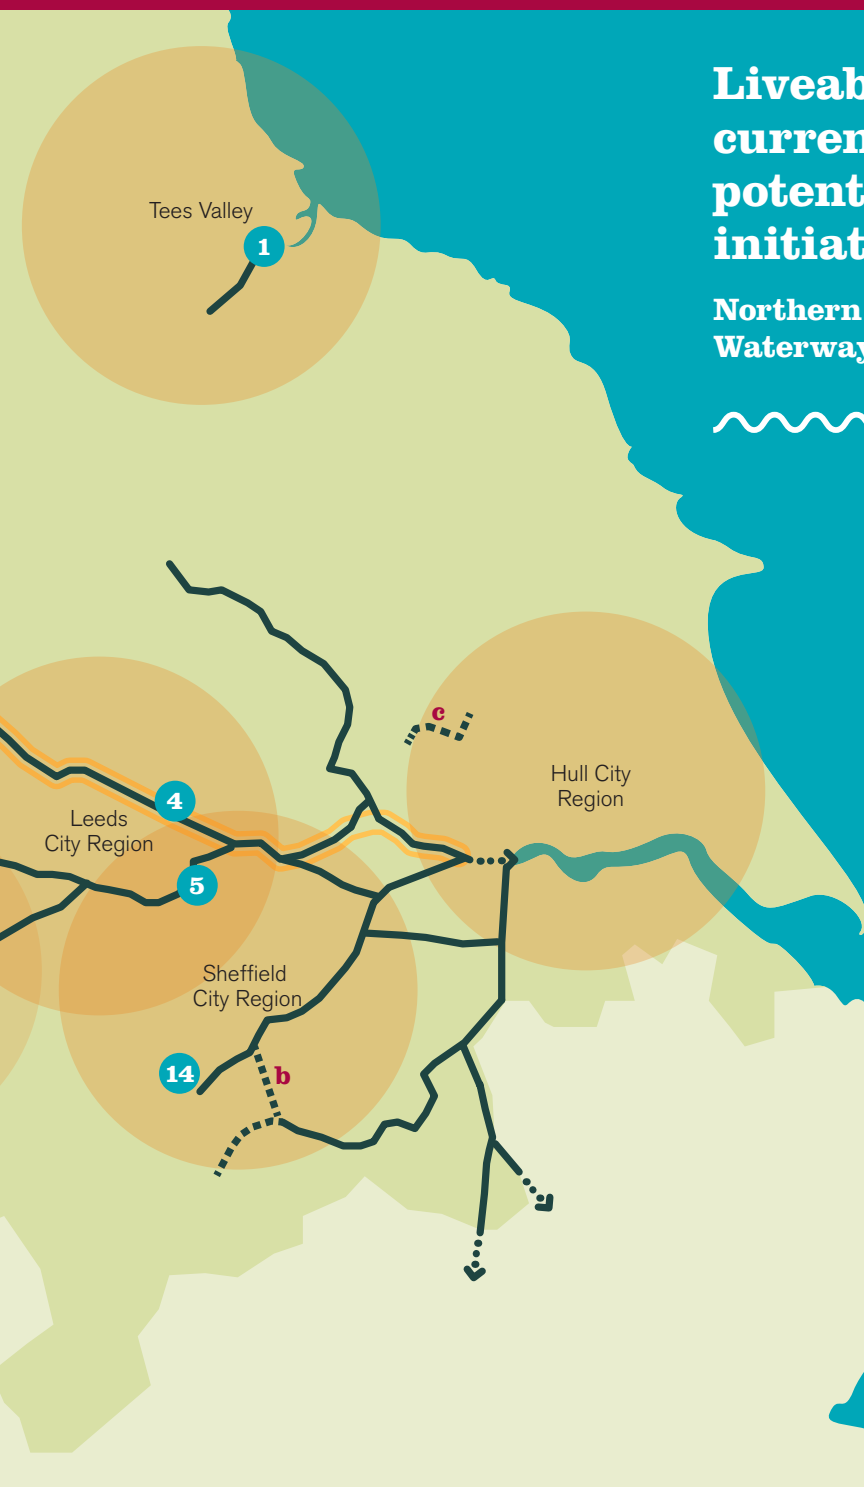 Liveab
curren
potent
initiat
Northern
Waterway
Tees Valley
1
c
Hull City
Region
4
Leeds
City Region
5
Sheffield
City Region
14
b